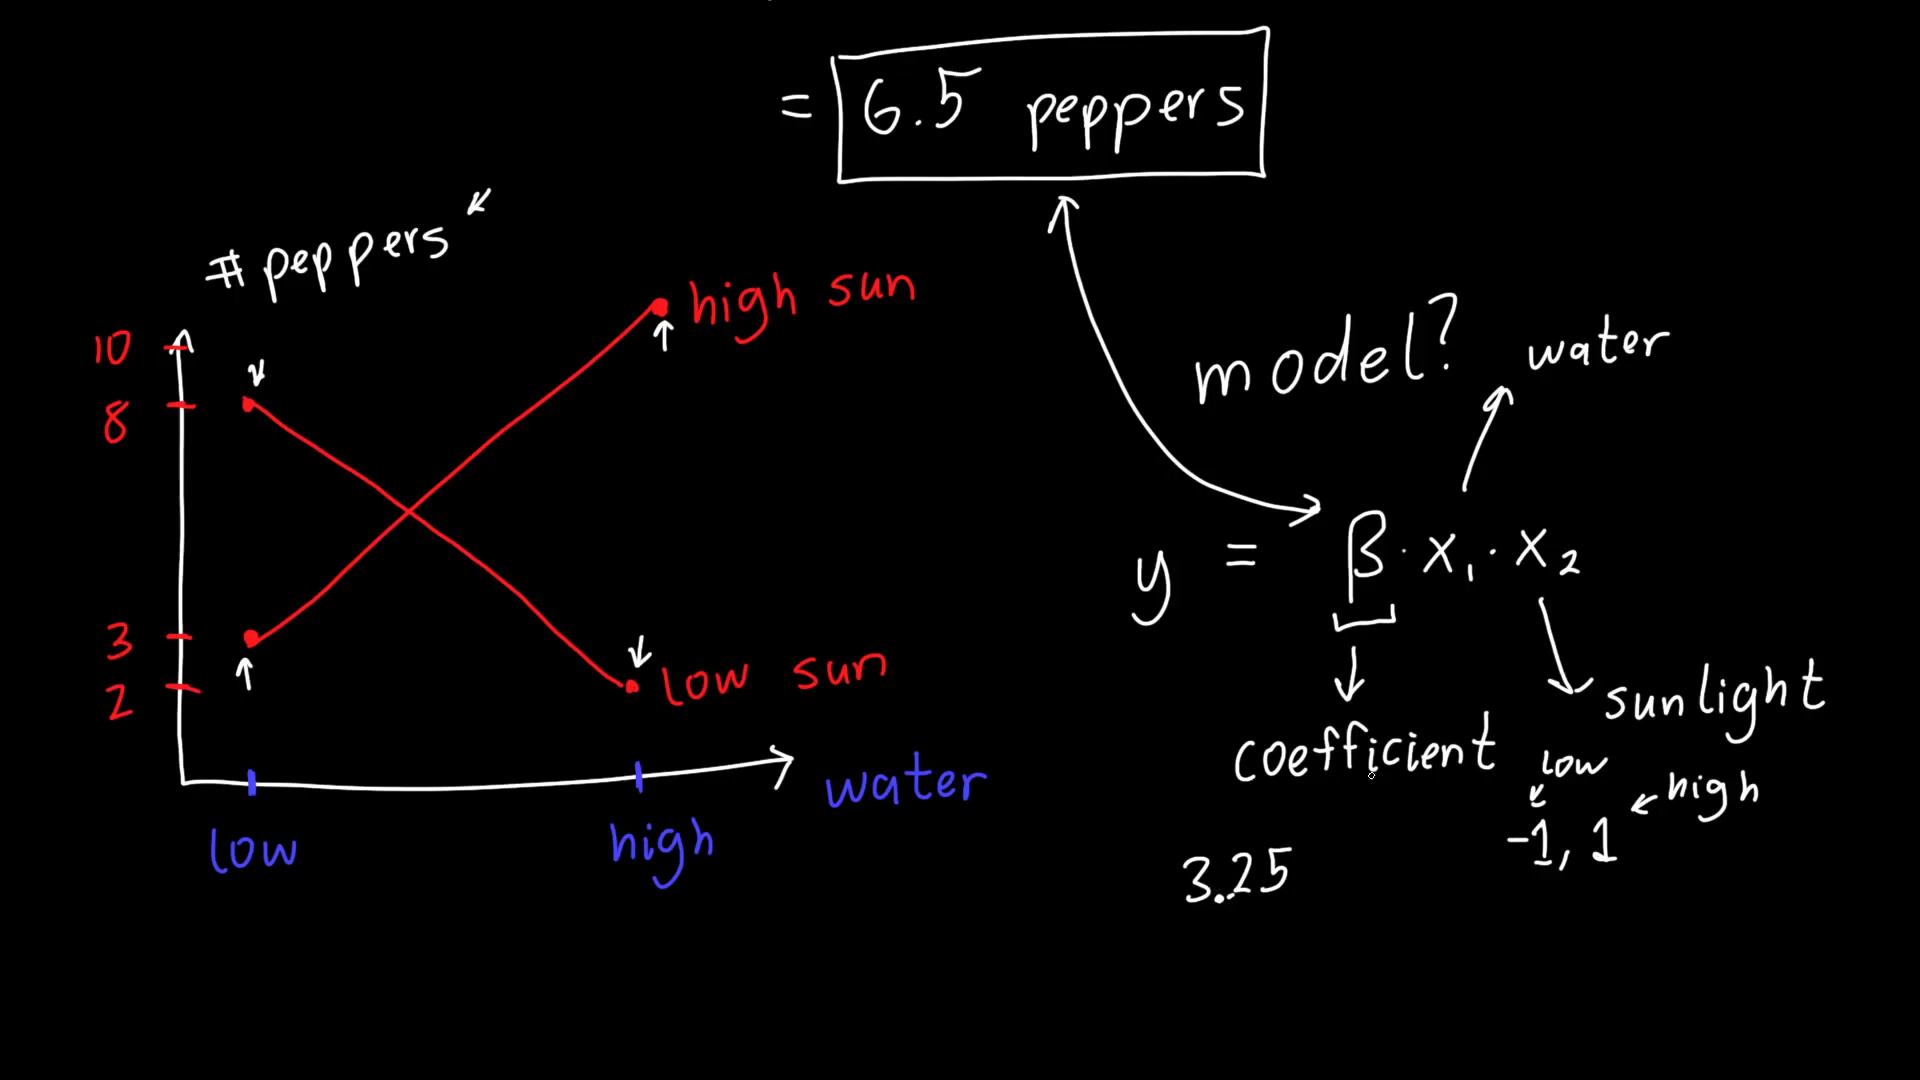 = 6.5 peppers
# peppers
10
8
3
2
high sun
low sun
low
high
water
model?
water
y = β · x₁ · x₂
coefficient
sunlight
low
high
-1, 1
3.25